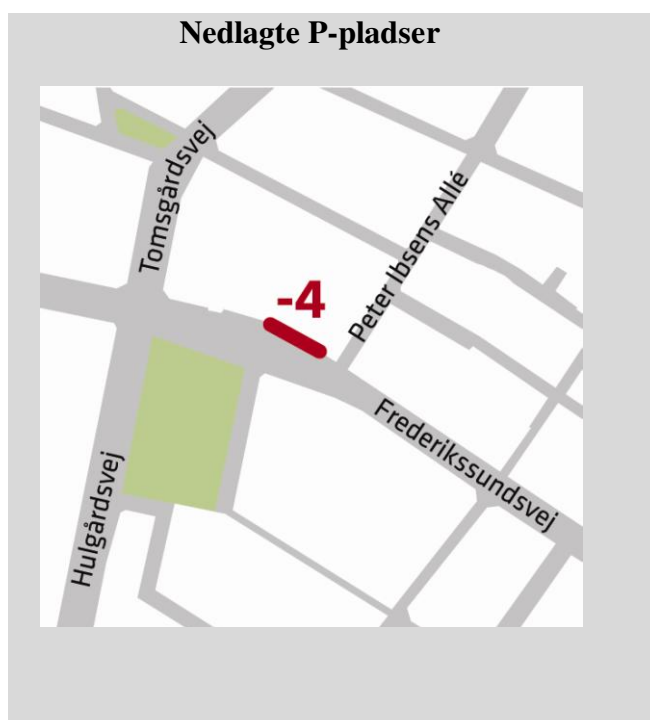 Nedlagte P-pladser
Tomsgårdsvej
Peter Ibsens Allé
-4
Frederikssundsvej
Hulgårdsvej